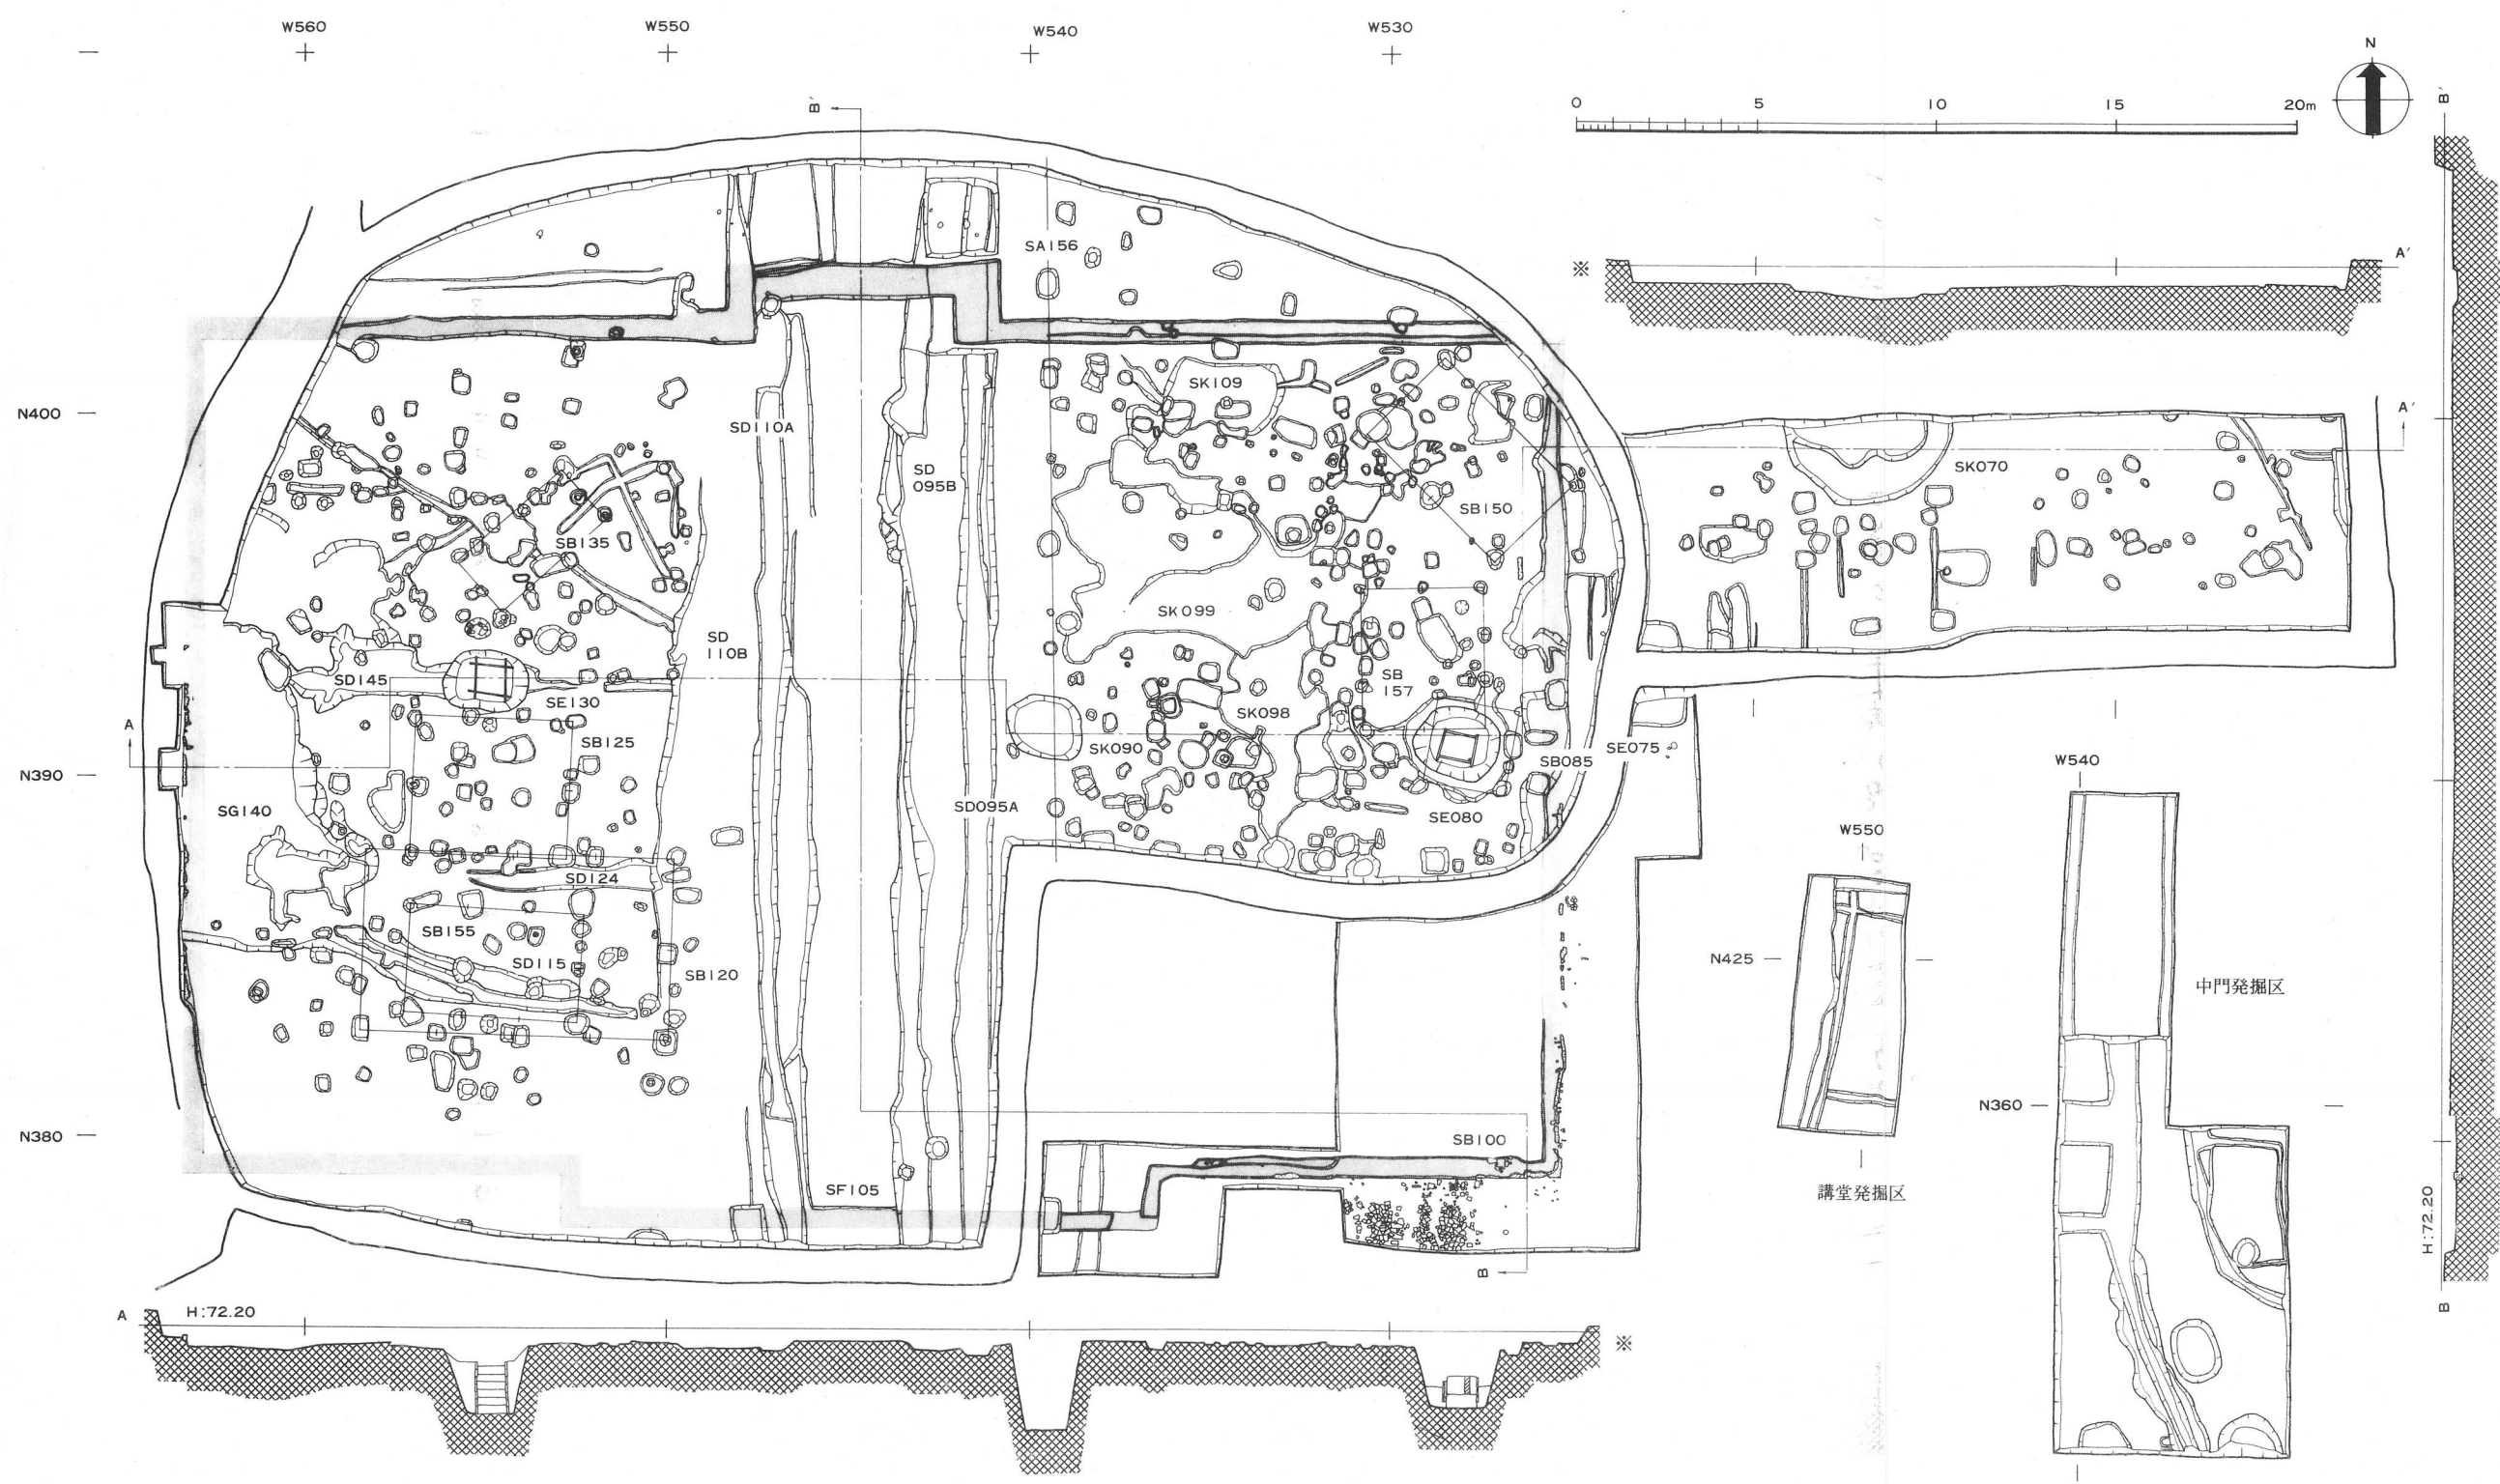 W560
W550
W540
W530
N
B'
0
5
10
15
20m
B'
SA156
※
A'
SK109
N400
SD110A
A'
SD
095B
SK070
SB150
SB135
SK099
SD
110B
SD145
SB
157
SE130
SK098
A
SB125
SK090
SE075
SB085
W540
N390
SG140
SD095A
SE080
W550
SD124
SB155
SD115
SB120
N425
中門発掘区
N360
N380
SB100
SF105
講堂発掘区
H:72.20
B
A
H:72.20
B
※